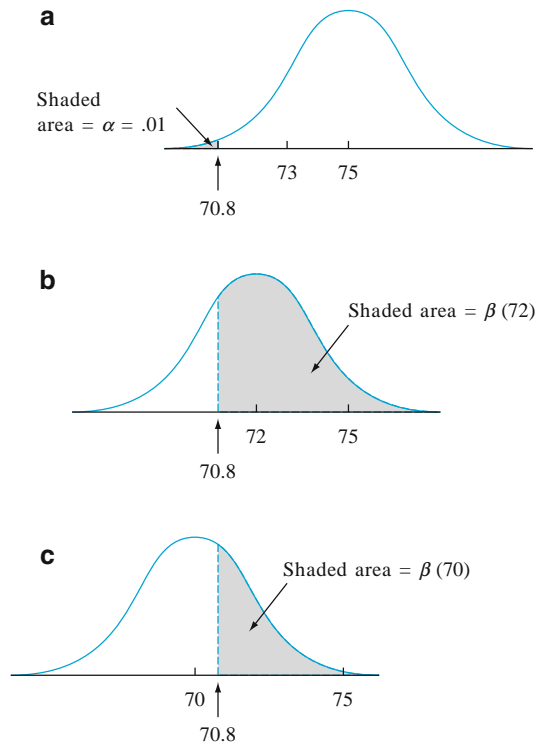 a
Shaded
area = α = .01
73 75
70.8
b
Shaded area = β (72)
72 75
70.8
c
Shaded area = β (70)
70 75
70.8